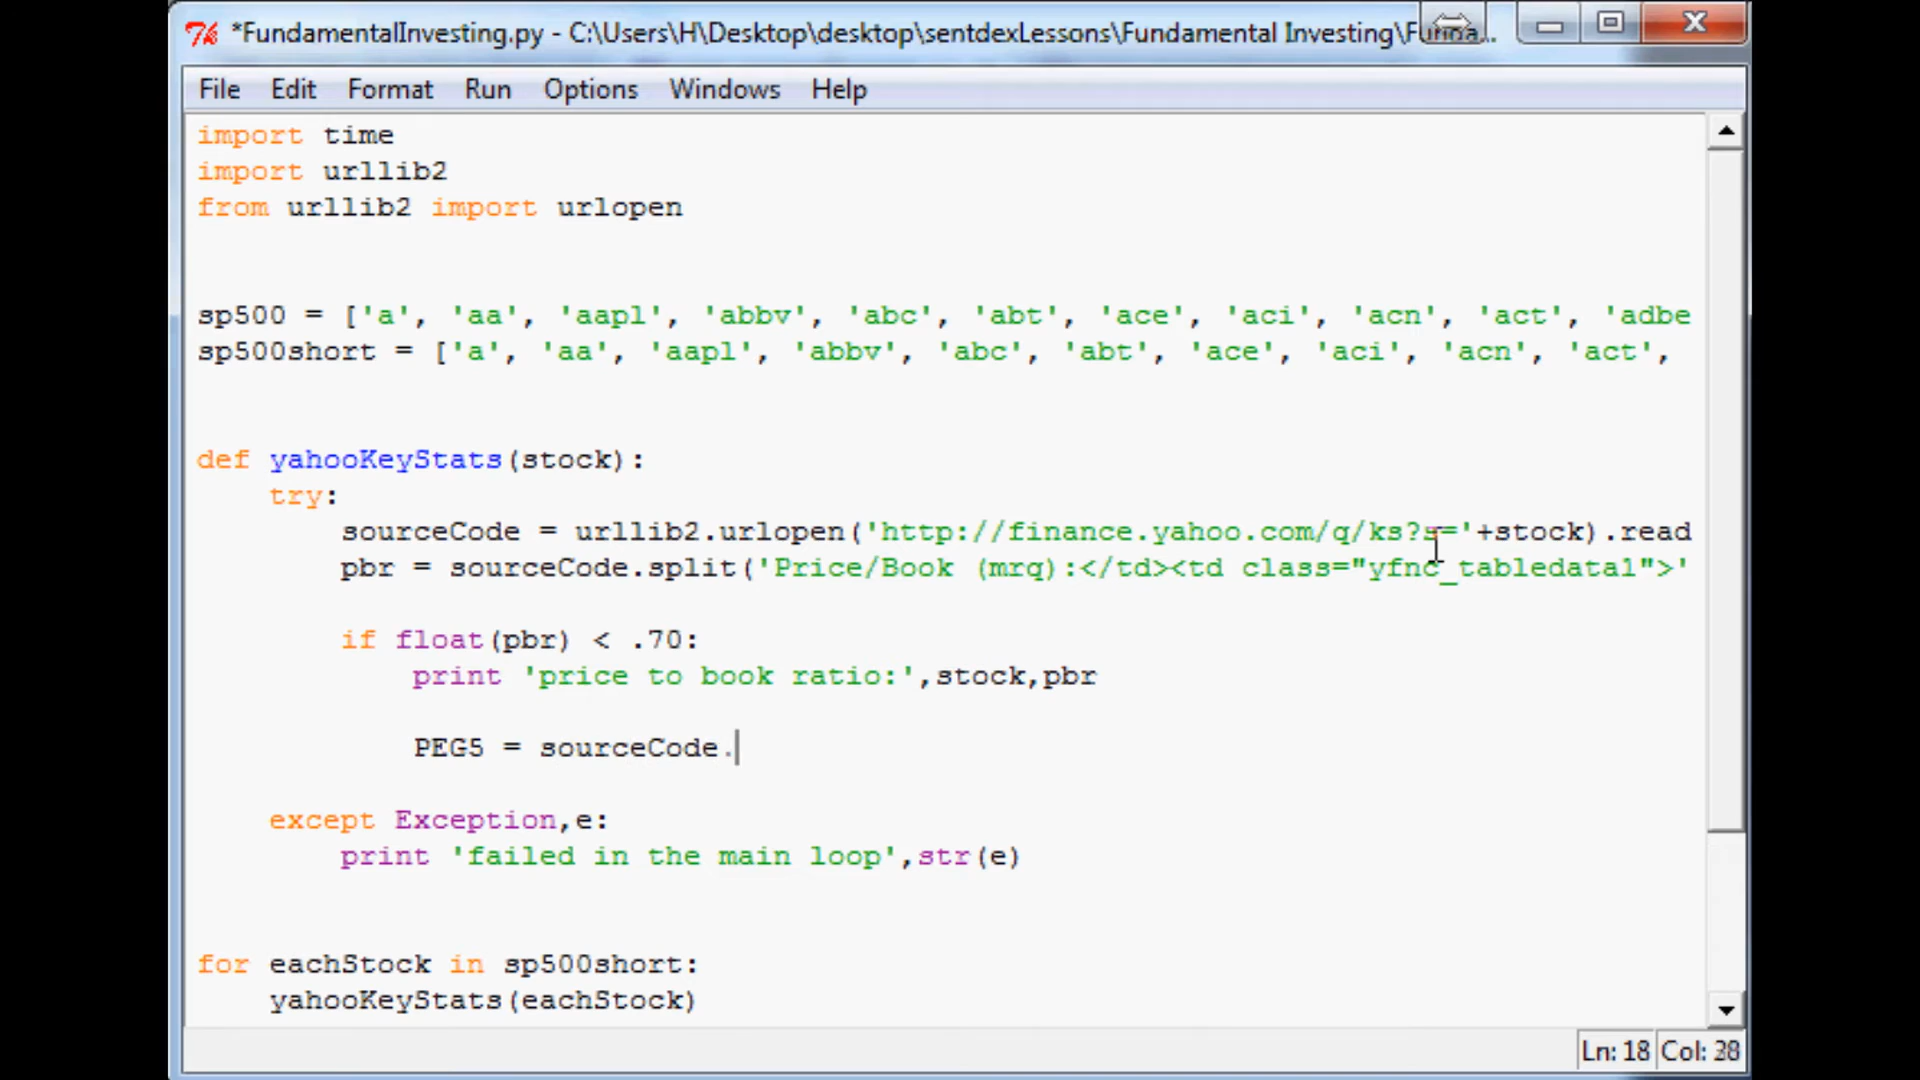 *FundamentalInvesting.py - C:\Users\H\Desktop\desktop\sentdexLessons\Fundamental Investing\Funda...
File Edit Format Run Options Windows Help
import time
import urllib2
from urllib2 import urlopen
sp500 = ['a', 'aa', 'aapl', 'abbv', 'abc', 'abt', 'ace', 'aci', 'acn', 'act', 'adbe
sp500short = ['a', 'aa', 'aapl', 'abbv', 'abc', 'abt', 'ace', 'aci', 'acn', 'act',
def yahooKeyStats(stock):
try:
sourceCode = urllib2.urlopen('http://finance.yahoo.com/q/ks?s='+stock).read
pbr = sourceCode.split('Price/Book (mrq):</td><td class="yfnc_tabledata1">'
if float(pbr) < .70:
print 'price to book ratio:',stock,pbr
PEG5 = sourceCode.
except Exception,e:
print 'failed in the main loop',str(e)
for eachStock in sp500short:
yahooKeyStats(eachStock)
Ln: 18 Col: 28